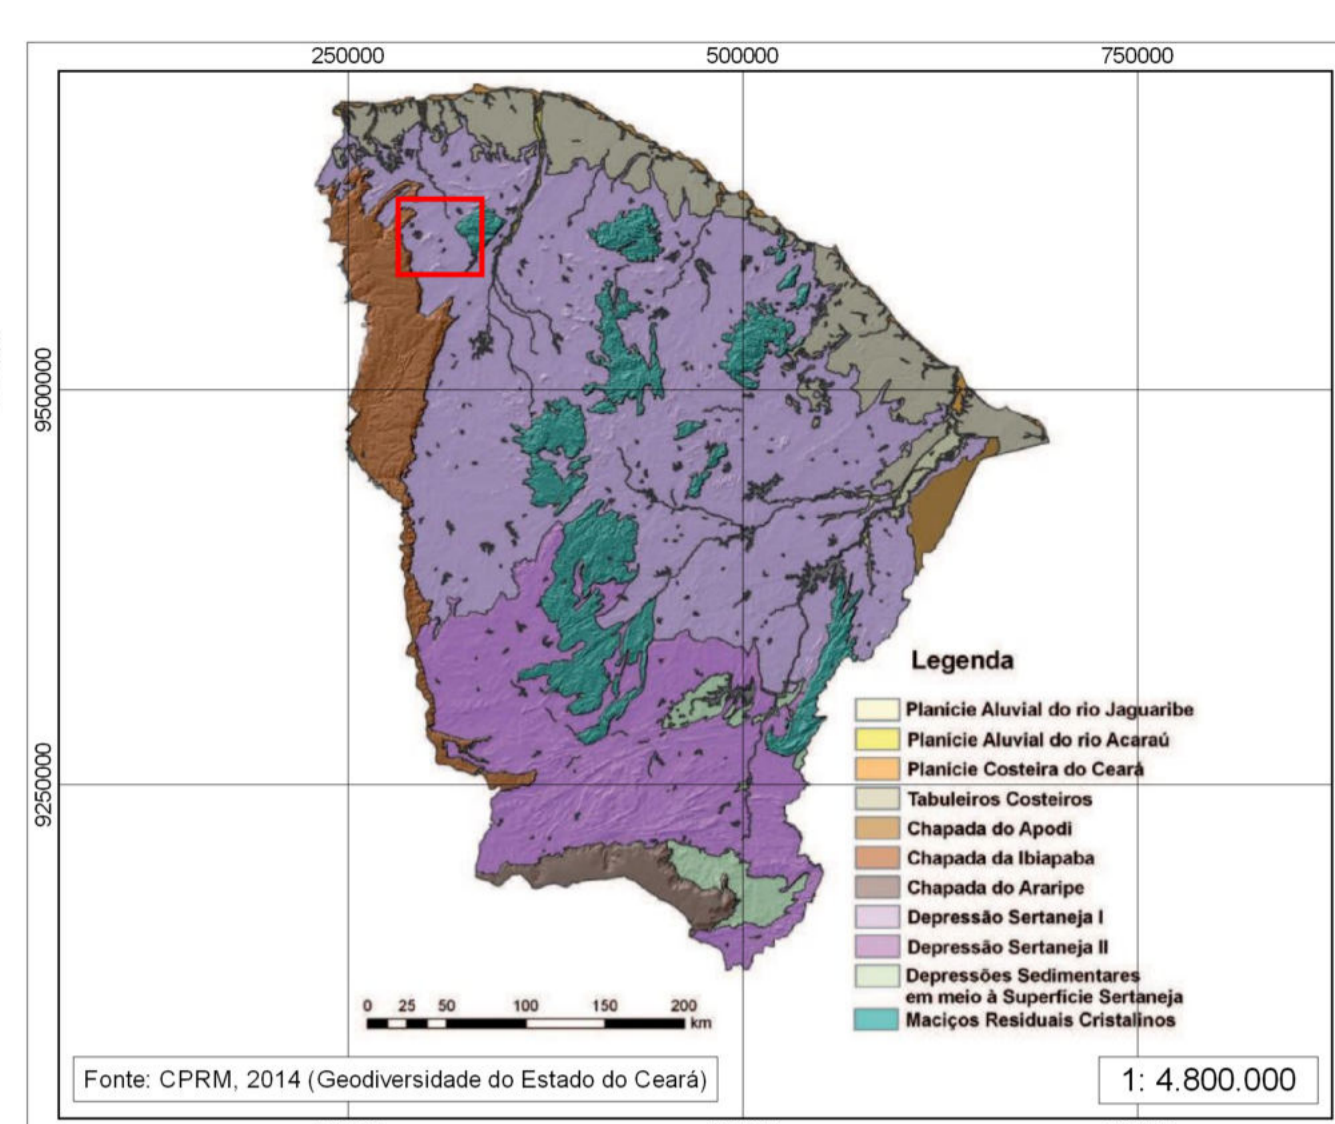 250000 500000 750000
9500000
9250000
Legenda
Planície Aluvial do rio Jaguaribe
Planície Aluvial do rio Acaraú
Planície Costeira do Ceará
Tabuleiros Costeiros
Chapada do Apodi
Chapada da Ibiapaba
Chapada do Araripe
Depressão Sertaneja I
Depressão Sertaneja II
Depressões Sedimentares
em meio à Superfície Sertaneja
Maciços Residuais Cristalinos
0 25 50 100 150 200
km
Fonte: CPRM, 2014 (Geodiversidade do Estado do Ceará)
1: 4.800.000